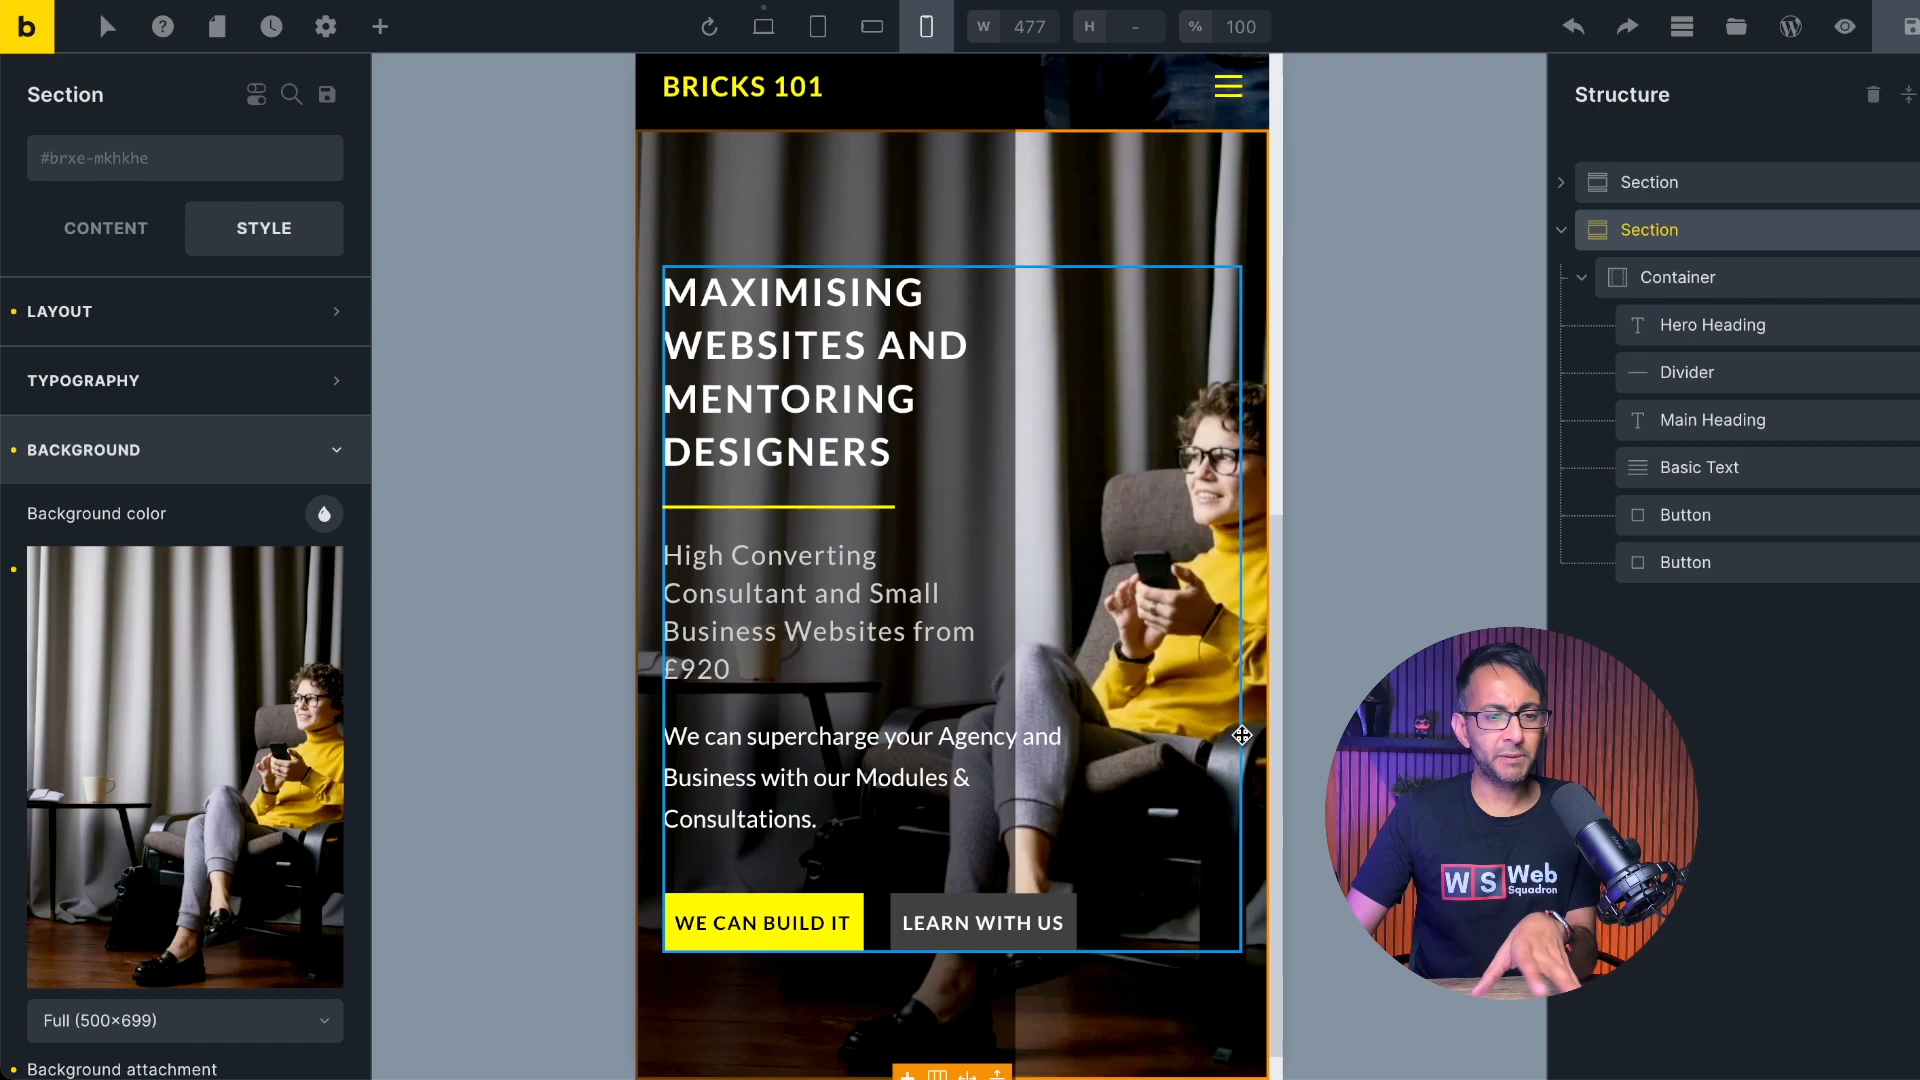 b
W 477 H - % 100
Section
#brxe-mkhkhe
CONTENT STYLE
LAYOUT
TYPOGRAPHY
BACKGROUND
Background color
Full (500×699)
Background attachment
BRICKS 101
MAXIMISING
WEBSITES AND
MENTORING
DESIGNERS
High Converting
Consultant and Small
Business Websites from
£920
We can supercharge your Agency and
Business with our Modules &
Consultations.
WE CAN BUILD IT LEARN WITH US
Structure
Section
Section
Container
Hero Heading
Divider
Main Heading
Basic Text
Button
Button
WS Web
Squadron